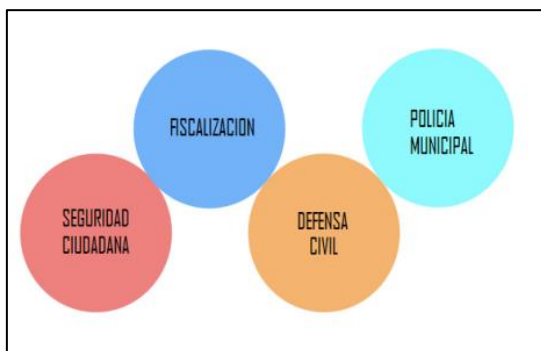 FISCALIZACION
POLICIA
MUNICIPAL
SEGURIDAD
CIUDADANA
DEFENSA
CIVIL